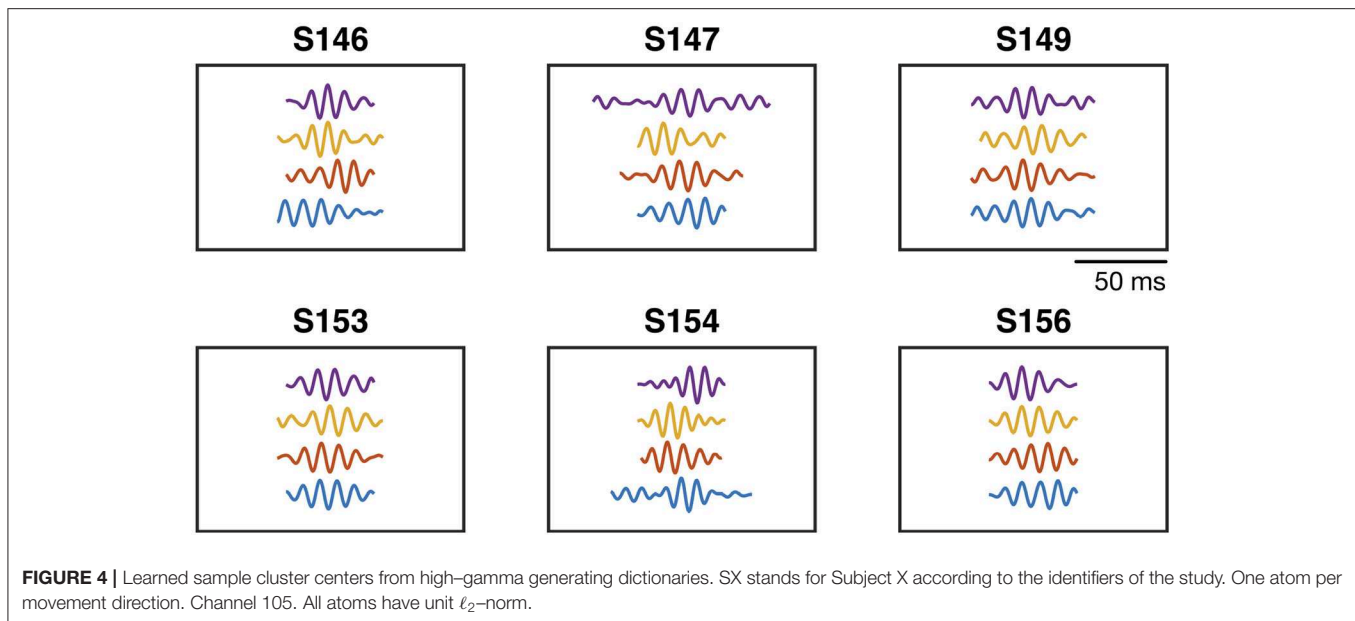 S146 S147 S149
50 ms
S153 S154 S156
FIGURE 4 | Learned sample cluster centers from high–gamma generating dictionaries. SX stands for Subject X according to the identifiers of the study. One atom per
movement direction. Channel 105. All atoms have unit ℓ₂–norm.